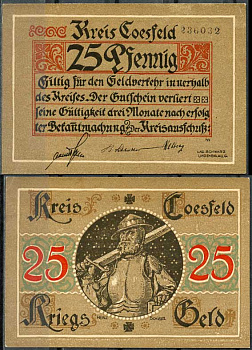 Kreis Coesfeld
236032
25 Pfennig
Giltig für den Geldverkehr innerhalb
des Kreises. Der Gutschein verliert
seine Gültigkeit drei Monate nach erfolg
ter Bekanntmachung Der Kreisausschuß:
Kreis Coesfeld
25 25
Kriegs Geld